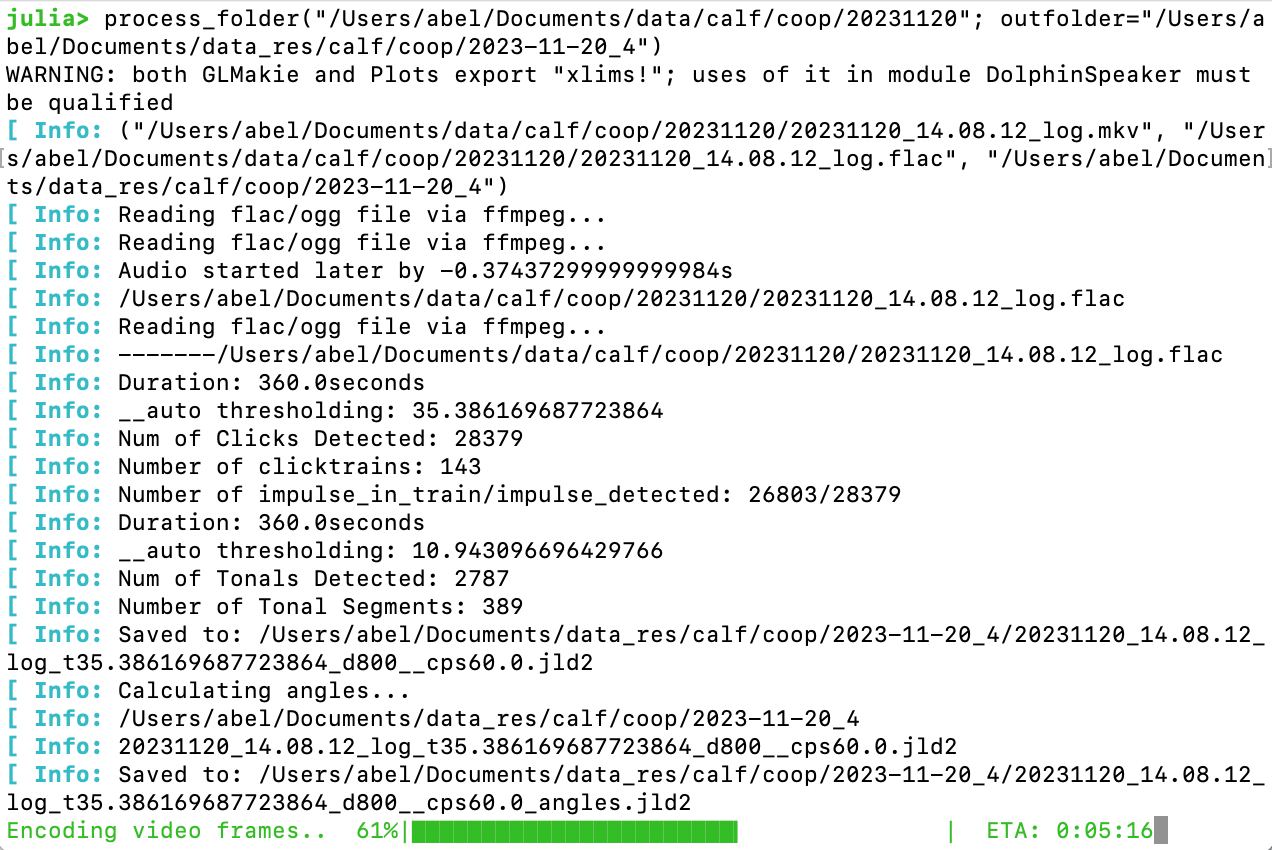 julia> process_folder("/Users/abel/Documents/data/calf/coop/20231120"; outfolder="/Users/a
bel/Documents/data_res/calf/coop/2023-11-20_4")
WARNING: both GLMakie and Plots export "xlims!"; uses of it in module DolphinSpeaker must
be qualified
[ Info: ("/Users/abel/Documents/data/calf/coop/20231120/20231120_14.08.12_log.mkv", "/User
s/abel/Documents/data/calf/coop/20231120/20231120_14.08.12_log.flac", "/Users/abel/Documen
ts/data_res/calf/coop/2023-11-20_4")
[ Info: Reading flac/ogg file via ffmpeg...
[ Info: Reading flac/ogg file via ffmpeg...
[ Info: Audio started later by -0.37437299999999984s
[ Info: /Users/abel/Documents/data/calf/coop/20231120/20231120_14.08.12_log.flac
[ Info: Reading flac/ogg file via ffmpeg...
[ Info: -------/Users/abel/Documents/data/calf/coop/20231120/20231120_14.08.12_log.flac
[ Info: Duration: 360.0seconds
[ Info: __auto thresholding: 35.386169687723864
[ Info: Num of Clicks Detected: 28379
[ Info: Number of clicktrains: 143
[ Info: Number of impulse_in_train/impulse_detected: 26803/28379
[ Info: Duration: 360.0seconds
[ Info: __auto thresholding: 10.943096696429766
[ Info: Num of Tonals Detected: 2787
[ Info: Number of Tonal Segments: 389
[ Info: Saved to: /Users/abel/Documents/data_res/calf/coop/2023-11-20_4/20231120_14.08.12_
log_t35.386169687723864_d800__cps60.0.jld2
[ Info: Calculating angles...
[ Info: /Users/abel/Documents/data_res/calf/coop/2023-11-20_4
[ Info: 20231120_14.08.12_log_t35.386169687723864_d800__cps60.0.jld2
[ Info: Saved to: /Users/abel/Documents/data_res/calf/coop/2023-11-20_4/20231120_14.08.12_
log_t35.386169687723864_d800__cps60.0_angles.jld2
Encoding video frames..  61%|███████████████████████▌               |  ETA: 0:05:16